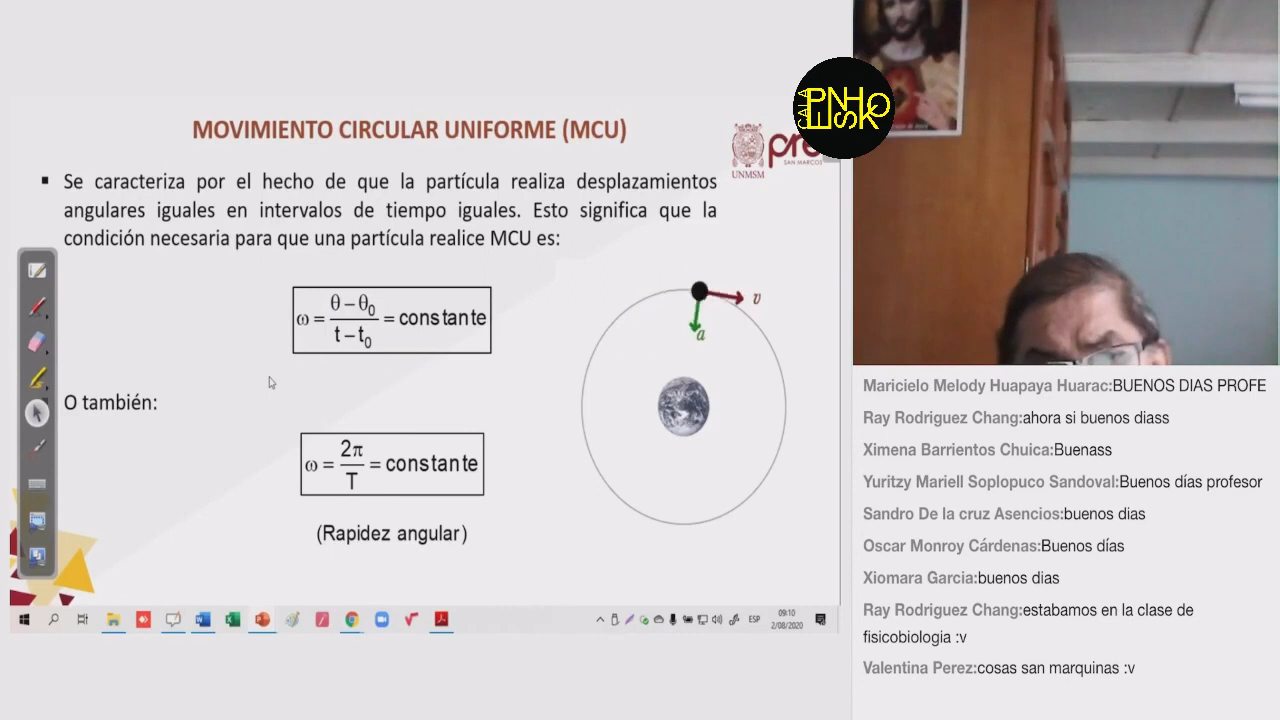 MOVIMIENTO CIRCULAR UNIFORME (MCU)
pre
SAN MARCOS
UNMSM
▪ Se caracteriza por el hecho de que la partícula realiza desplazamientos
angulares iguales en intervalos de tiempo iguales. Esto significa que la
condición necesaria para que una partícula realice MCU es:
ω = (θ − θ₀) / (t − t₀) = constante
v
a
O también:
ω = 2π / T = constante
(Rapidez angular)
ESP
09:10
2/08/2020
Maricielo Melody Huapaya Huarac:BUENOS DIAS PROFE
Ray Rodriguez Chang:ahora si buenos diass
Ximena Barrientos Chuica:Buenass
Yuritzy Mariell Soplopuco Sandoval:Buenos días profesor
Sandro De la cruz Asencios:buenos dias
Oscar Monroy Cárdenas:Buenos días
Xiomara Garcia:buenos dias
Ray Rodriguez Chang:estabamos en la clase de
fisicobiologia :v
Valentina Perez:cosas san marquinas :v